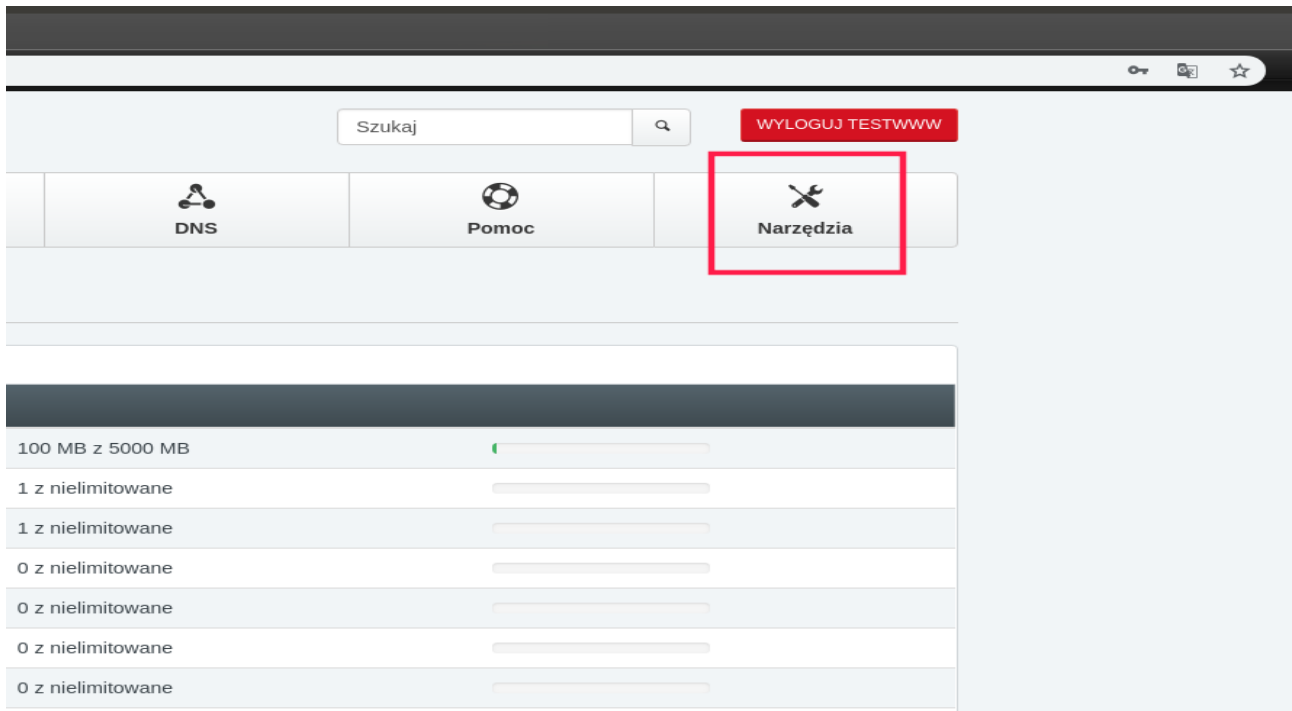 Szukaj
WYLOGUJ TESTWWW
DNS
Pomoc
Narzędzia
100 MB z 5000 MB
1 z nielimitowane
1 z nielimitowane
0 z nielimitowane
0 z nielimitowane
0 z nielimitowane
0 z nielimitowane